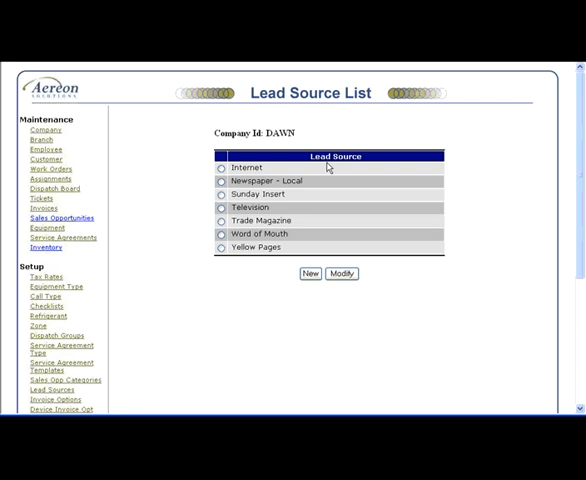 Aereon
SOLUTIONS
Lead Source List
Maintenance
Company
Branch
Employee
Customer
Work Orders
Assignments
Dispatch Board
Tickets
Invoices
Sales Opportunities
Equipment
Service Agreements
Inventory
Setup
Tax Rates
Equipment Type
Call Type
Checklists
Refrigerant
Zone
Dispatch Groups
Service Agreement
Type
Service Agreement
Templates
Sales Opp Categories
Lead Sources
Invoice Options
Device Invoice Opt
Company Id: DAWN
Lead Source
Internet
Newspaper - Local
Sunday Insert
Television
Trade Magazine
Word of Mouth
Yellow Pages
New Modify